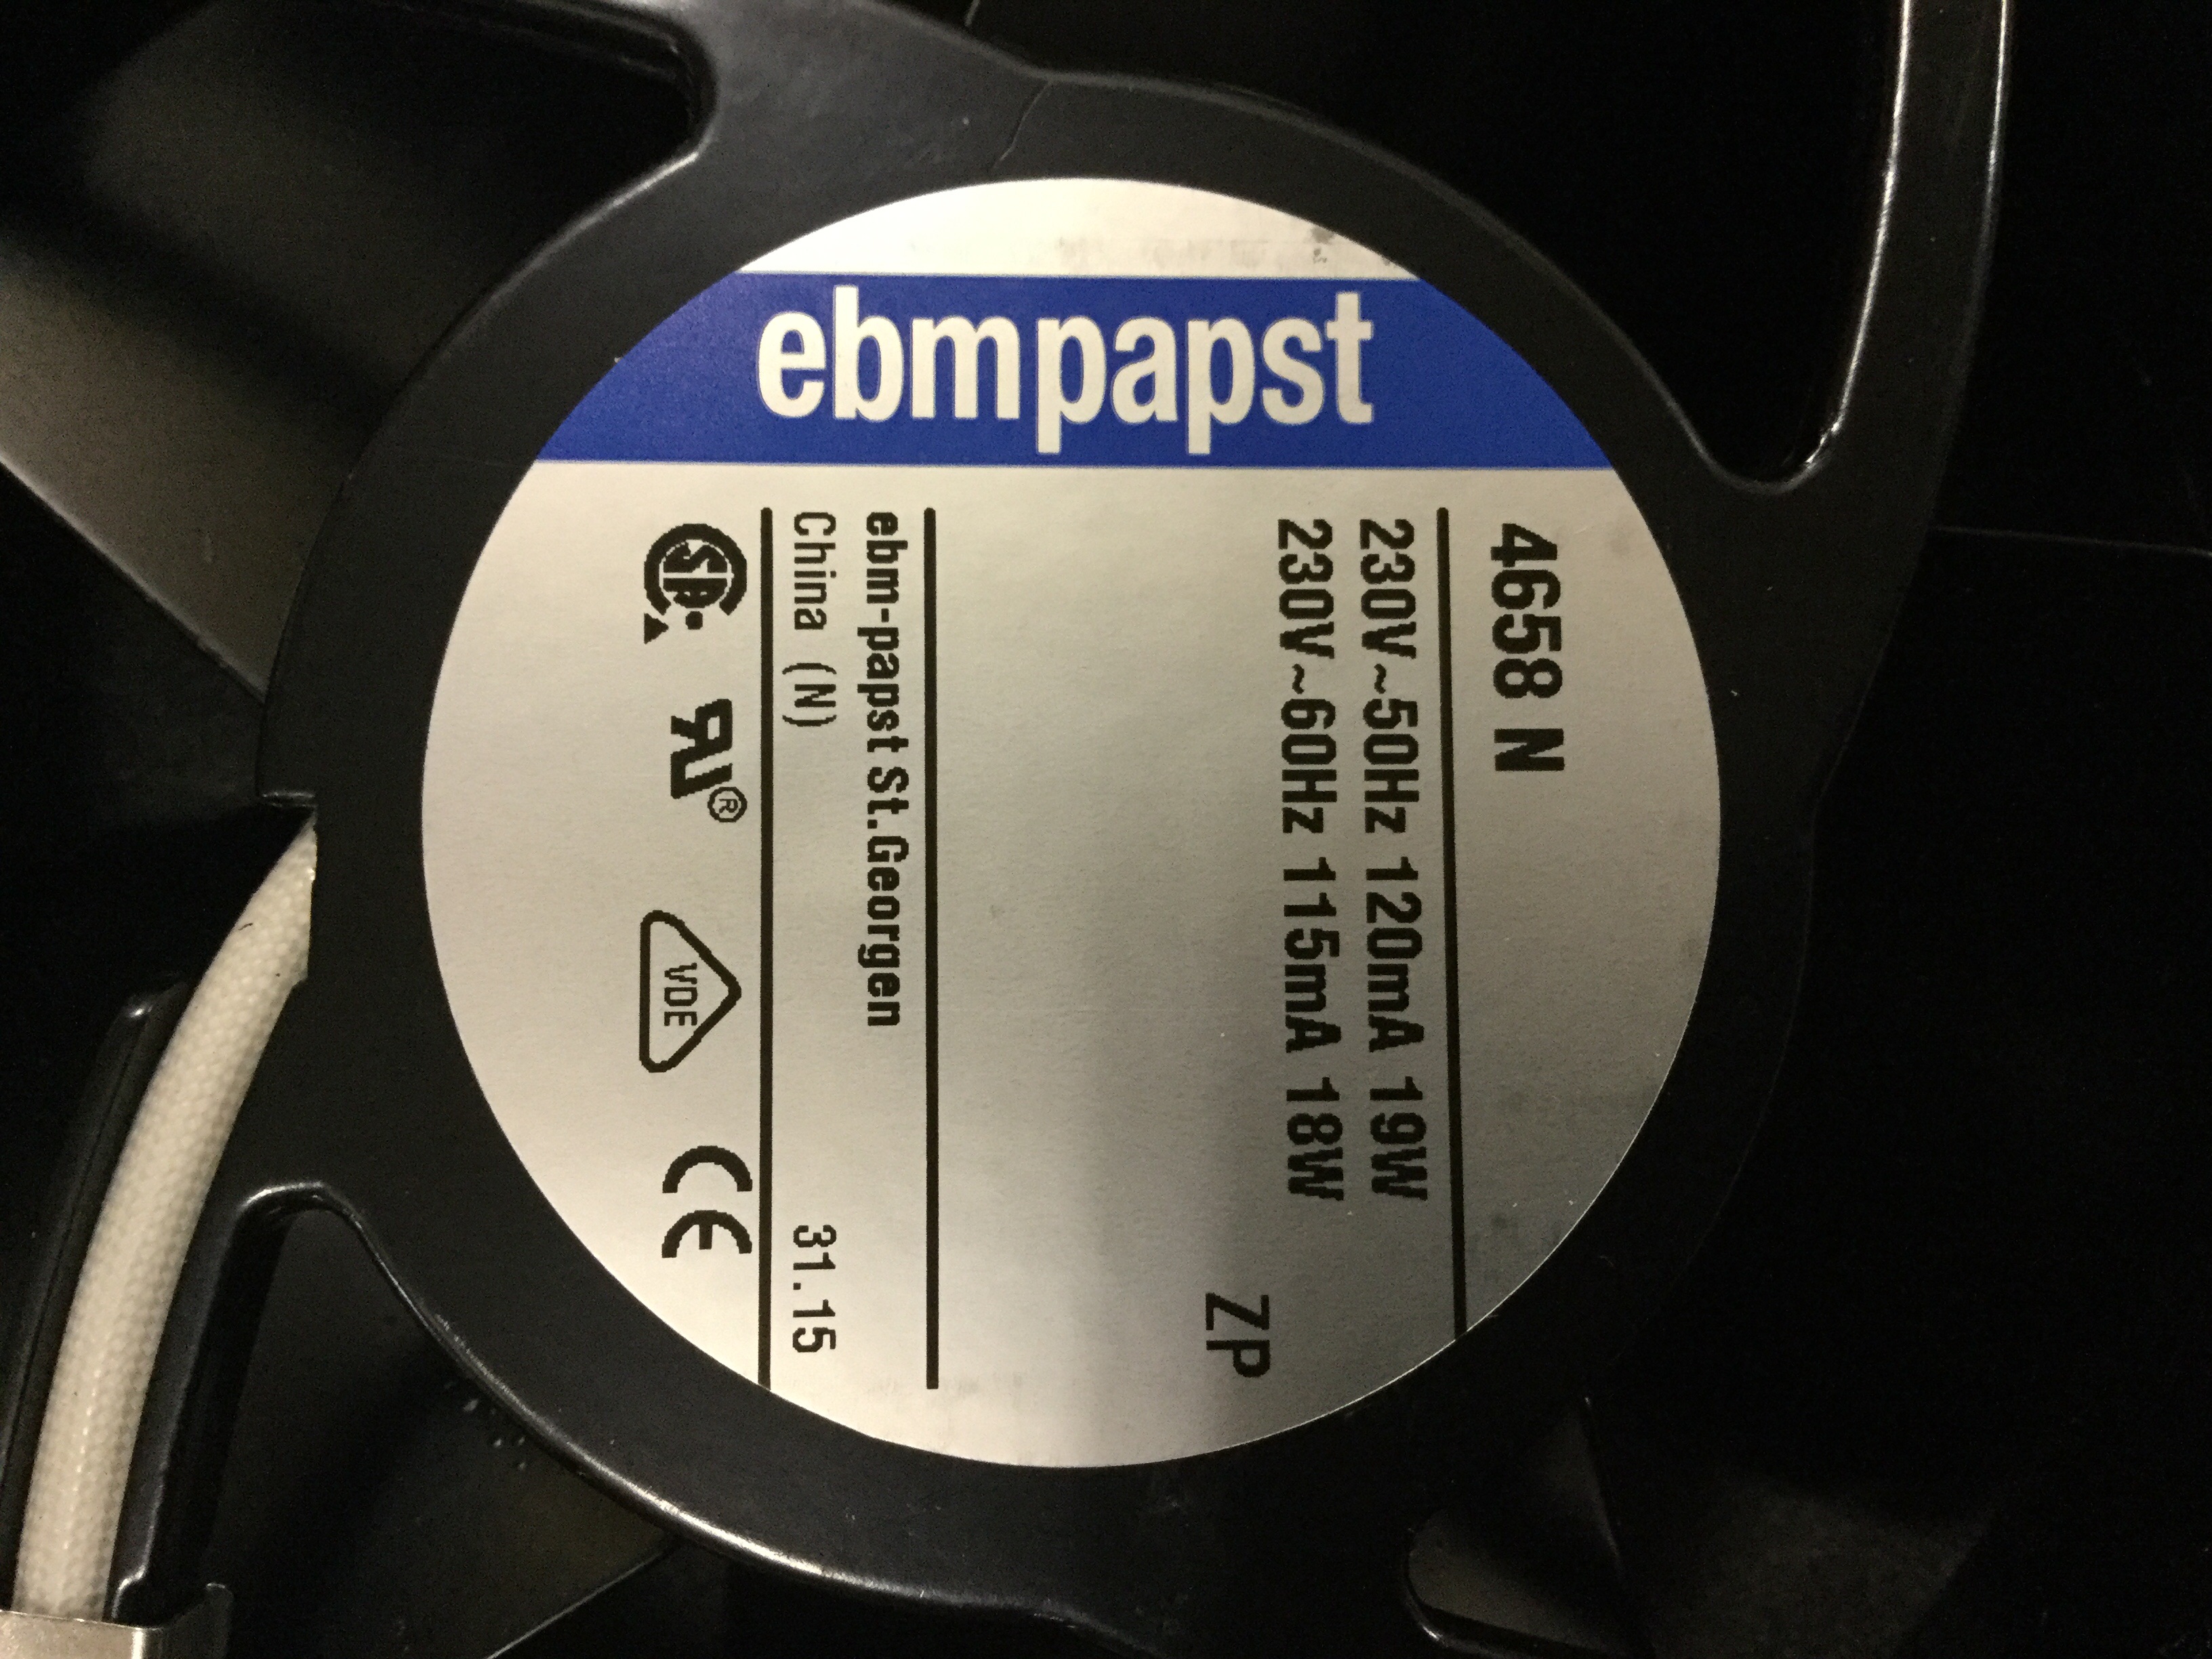 ebmpapst
4658 N
230V~50Hz 120mA 19W
230V~60Hz 115mA 18W
ZP
ebm-papst St.Georgen
China (N) 31.15
SA ® VDE CE